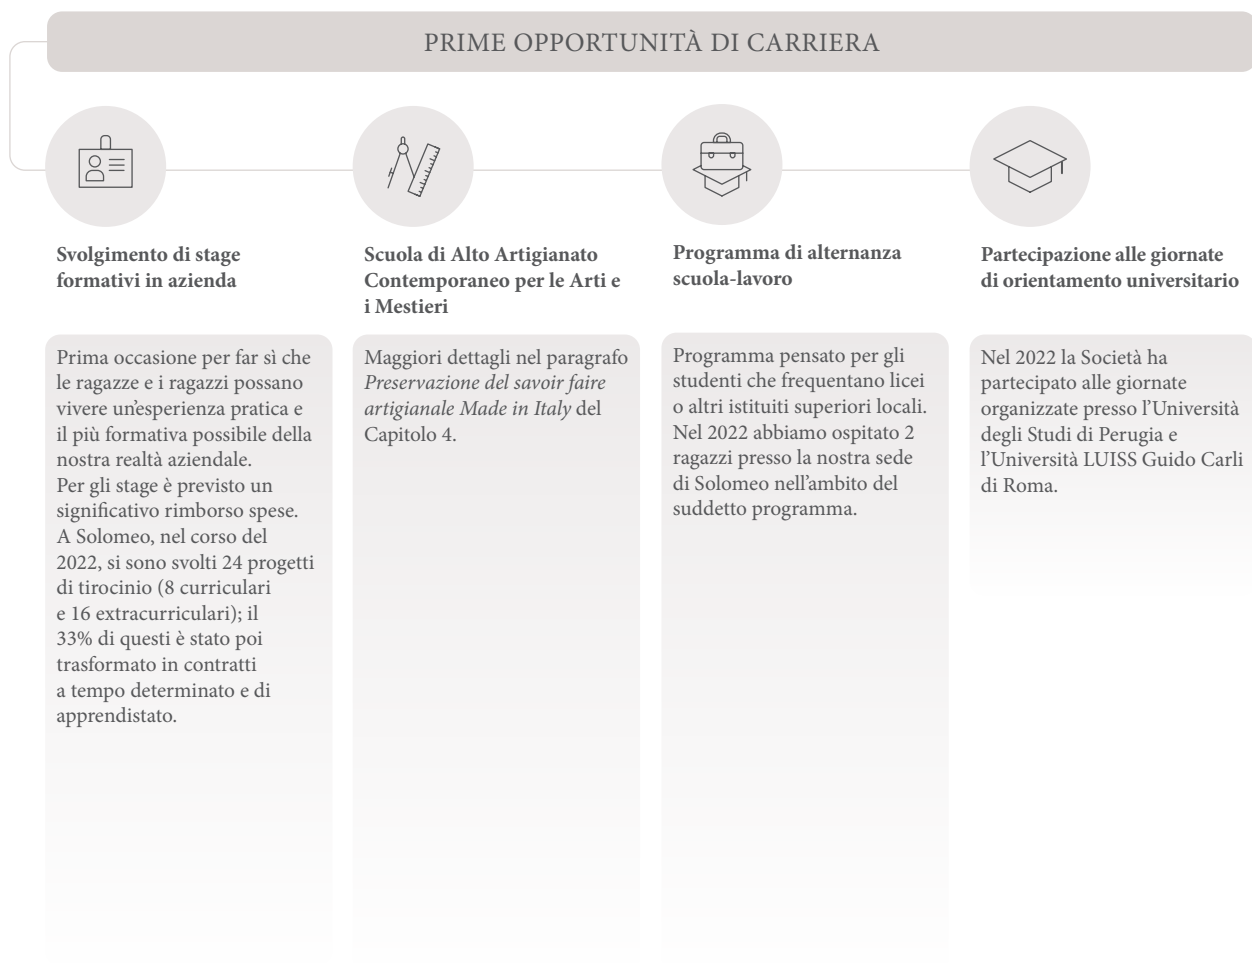 PRIME OPPORTUNITÀ DI CARRIERA
Svolgimento di stage
formativi in azienda
Prima occasione per far sì che
le ragazze e i ragazzi possano
vivere un'esperienza pratica e
il più formativa possibile della
nostra realtà aziendale.
Per gli stage è previsto un
significativo rimborso spese.
A Solomeo, nel corso del
2022, si sono svolti 24 progetti
di tirocinio (8 curriculari
e 16 extracurriculari); il
33% di questi è stato poi
trasformato in contratti
a tempo determinato e di
apprendistato.
Scuola di Alto Artigianato
Contemporaneo per le Arti e
i Mestieri
Maggiori dettagli nel paragrafo
Preservazione del savoir faire
artigianale Made in Italy del
Capitolo 4.
Programma di alternanza
scuola-lavoro
Programma pensato per gli
studenti che frequentano licei
o altri istituiti superiori locali.
Nel 2022 abbiamo ospitato 2
ragazzi presso la nostra sede
di Solomeo nell'ambito del
suddetto programma.
Partecipazione alle giornate
di orientamento universitario
Nel 2022 la Società ha
partecipato alle giornate
organizzate presso l'Università
degli Studi di Perugia e
l'Università LUISS Guido Carli
di Roma.